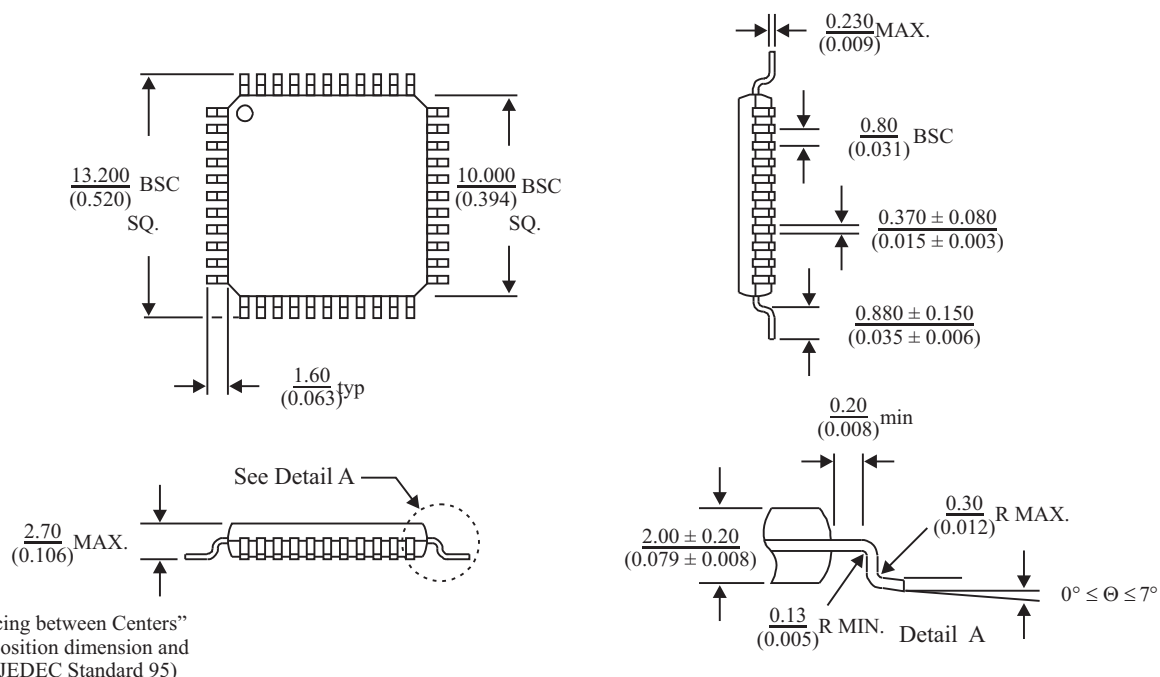 0.230
(0.009) MAX.
13.200
(0.520) BSC
SQ.
10.000
(0.394) BSC
SQ.
0.80
(0.031) BSC
0.370 ± 0.080
(0.015 ± 0.003)
0.880 ± 0.150
(0.035 ± 0.006)
1.60
(0.063) typ
0.20
(0.008) min
See Detail A
2.70
(0.106) MAX.
2.00 ± 0.20
(0.079 ± 0.008)
0.30
(0.012) R MAX.
0° ≤ Θ ≤ 7°
0.13
(0.005) R MIN.
Detail A
between Centers”
dimension and
JEDEC Standard 95)